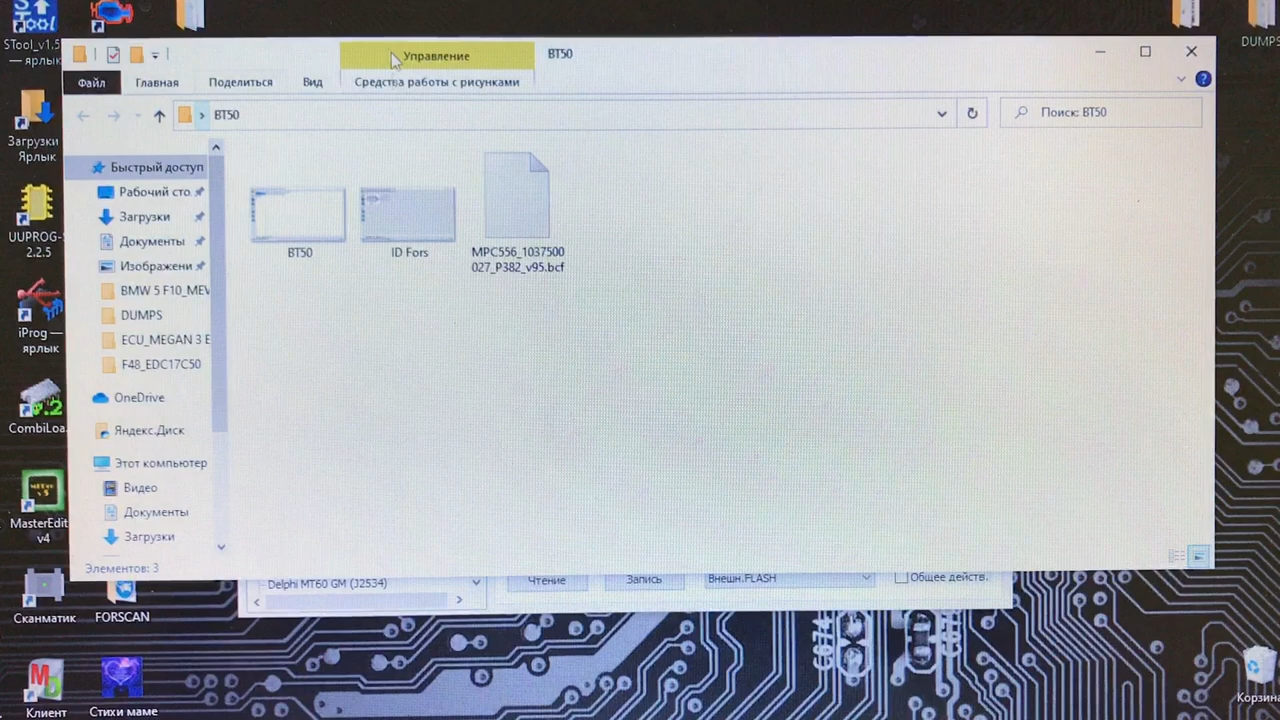 STool_v1.5
— ярлык
DUMPS
Управление
BT50
Файл
Главная
Поделиться
Вид
Средства работы с рисунками
BT50
Поиск: BT50
Загрузки
Ярлык
Быстрый доступ
Рабочий сто
Загрузки
Документы
Изображени
BMW 5 F10_MEV
DUMPS
ECU_MEGAN 3 E
F48_EDC17C50
OneDrive
Яндекс.Диск
Этот компьютер
Видео
Документы
Загрузки
BT50
ID Fors
MPC556_1037500
027_P382_v95.bcf
UUPROG-S
2.2.5
iProg —
ярлык
CombiLoa
MasterEdit
v4
Элементов: 3
Delphi MT60 GM (J2534)
Чтение
Запись
Внешн.FLASH
Общее действ.
Сканматик
FORSCAN
Клиент
Стихи маме
Корзина